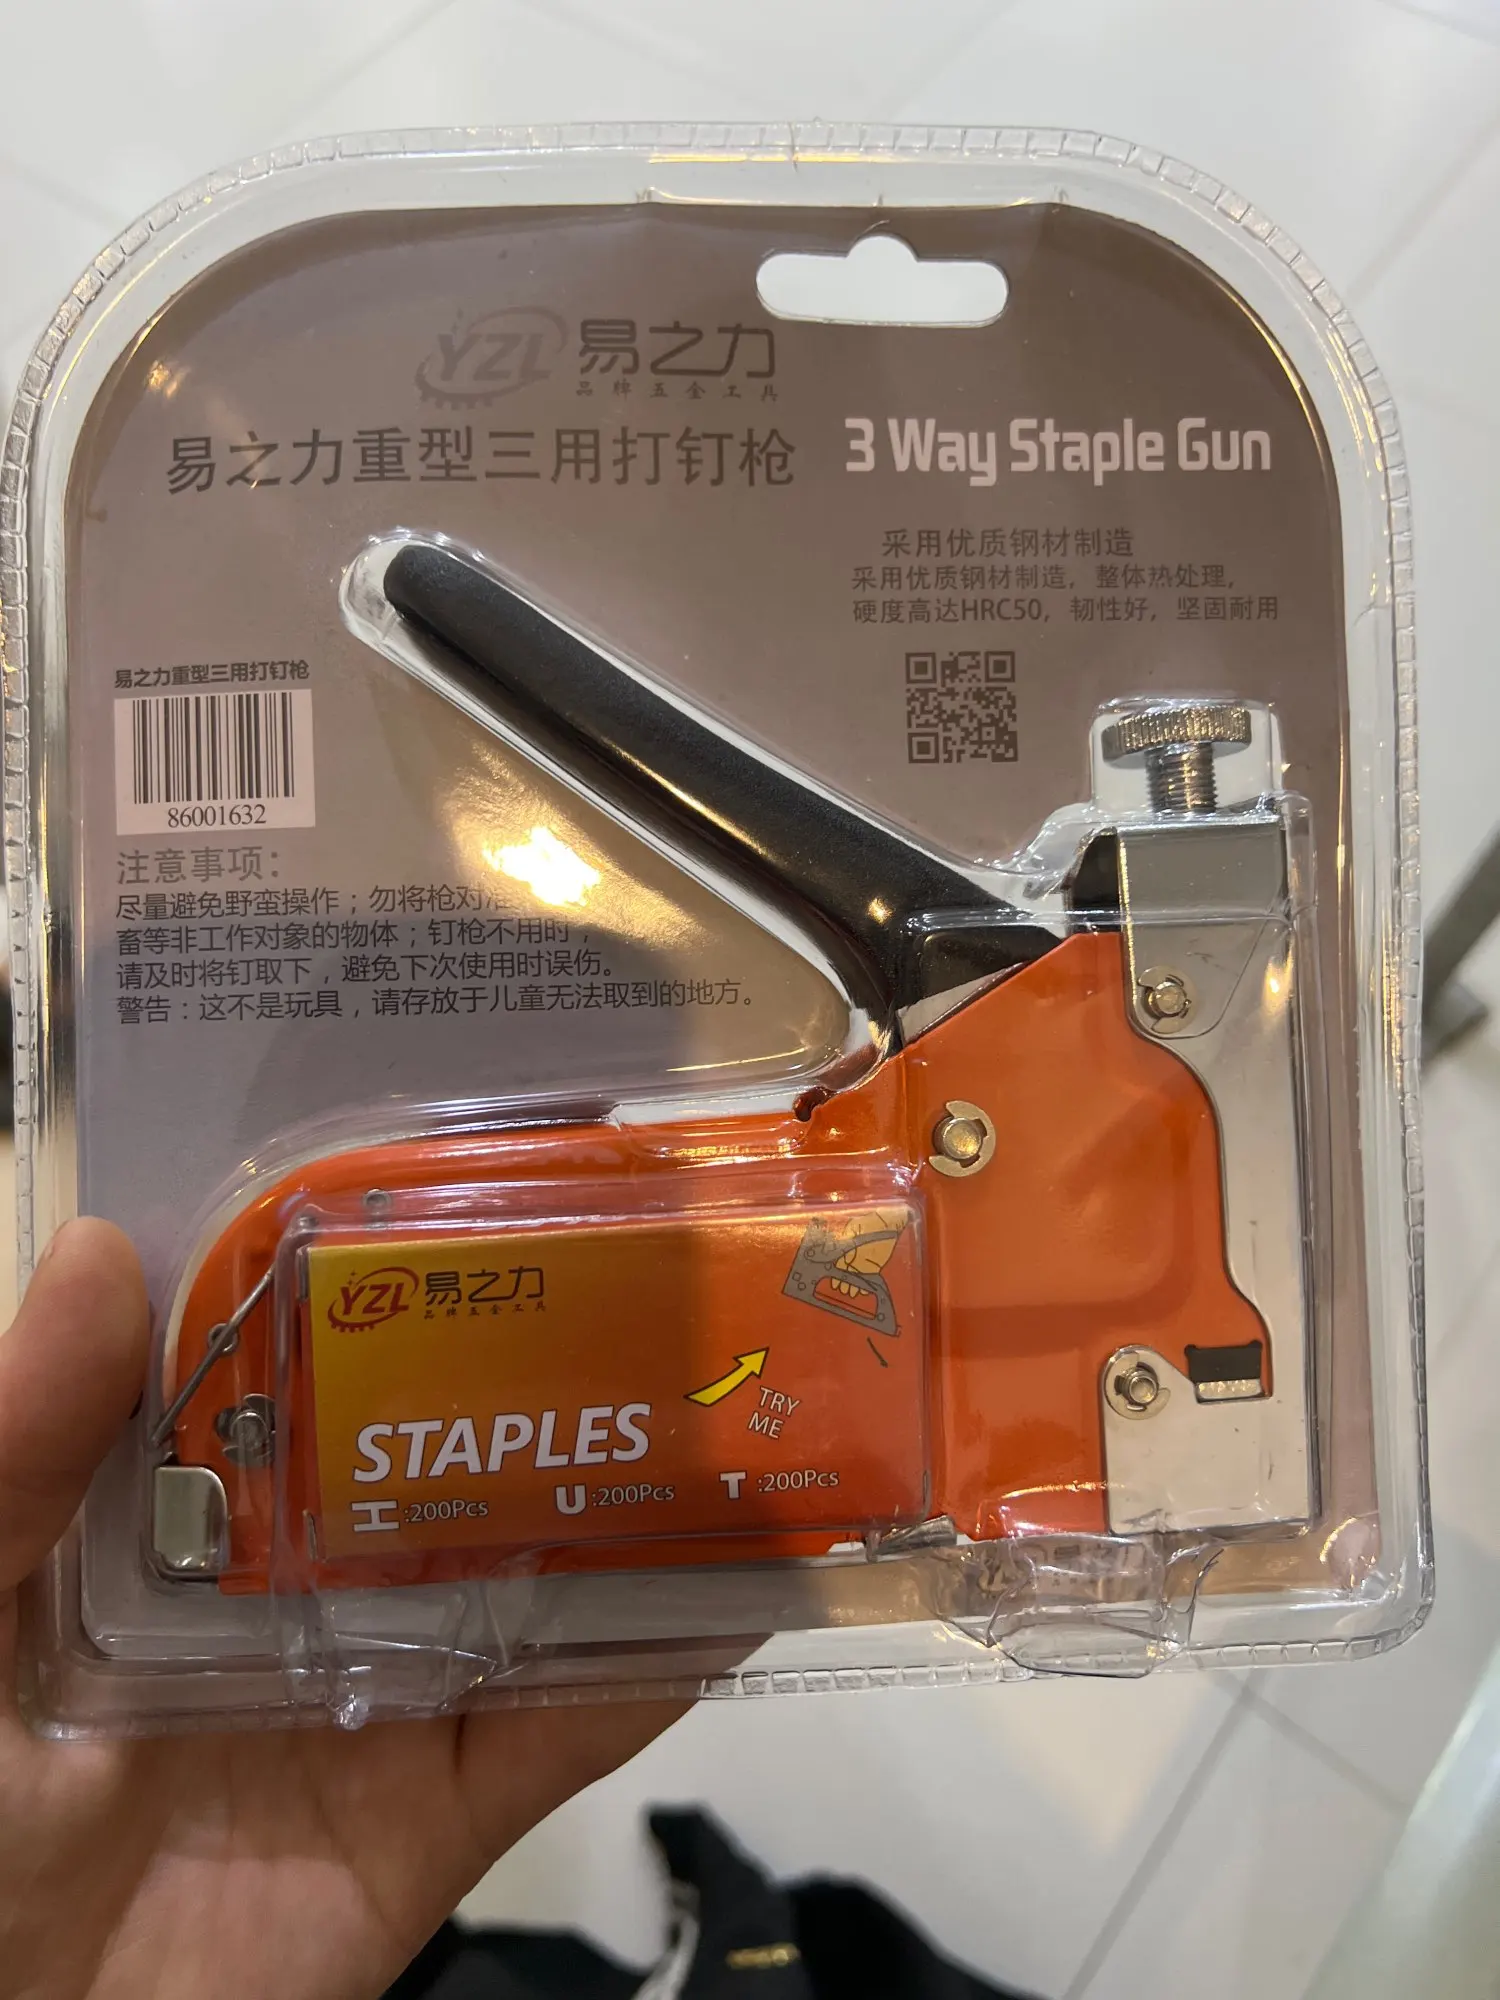 YZL 易之力
品牌五金工具
易之力重型三用打钉枪
3 Way Staple Gun
采用优质钢材制造
采用优质钢材制造，整体热处理，
硬度高达HRC50，韧性好，坚固耐用
易之力重型三用打钉枪
86001632
注意事项：
尽量避免野蛮操作；勿将枪对准
畜等非工作对象的物体；钉枪不用时，
请及时将钉取下，避免下次使用时误伤。
警告：这不是玩具，请存放于儿童无法取到的地方。
YZL 易之力
品牌五金工具
TRY
ME
STAPLES
工:200Pcs U:200Pcs T:200Pcs
易之力